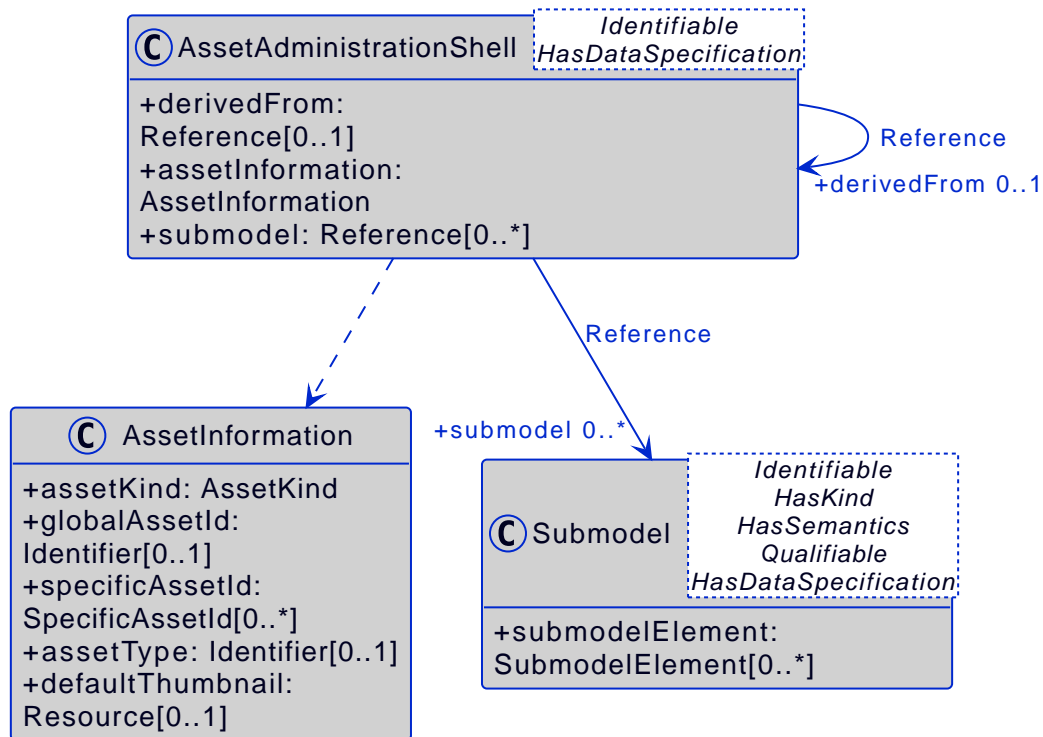 C AssetAdministrationShell
Identifiable
HasDataSpecification
+derivedFrom:
Reference[0..1]
+assetInformation:
AssetInformation
+submodel: Reference[0..*]
Reference
+derivedFrom 0..1
Reference
+submodel 0..*
C AssetInformation
+assetKind: AssetKind
+globalAssetId:
Identifier[0..1]
+specificAssetId:
SpecificAssetId[0..*]
+assetType: Identifier[0..1]
+defaultThumbnail:
Resource[0..1]
C Submodel
Identifiable
HasKind
HasSemantics
Qualifiable
HasDataSpecification
+submodelElement:
SubmodelElement[0..*]